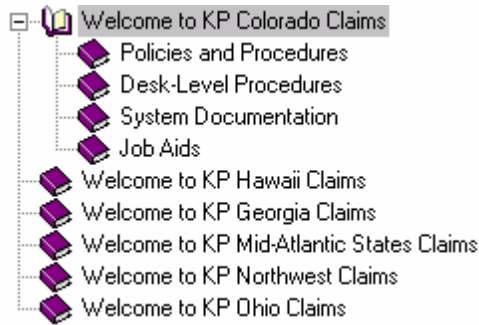 Welcome to KP Colorado Claims
Policies and Procedures
Desk-Level Procedures
System Documentation
Job Aids
Welcome to KP Hawaii Claims
Welcome to KP Georgia Claims
Welcome to KP Mid-Atlantic States Claims
Welcome to KP Northwest Claims
Welcome to KP Ohio Claims